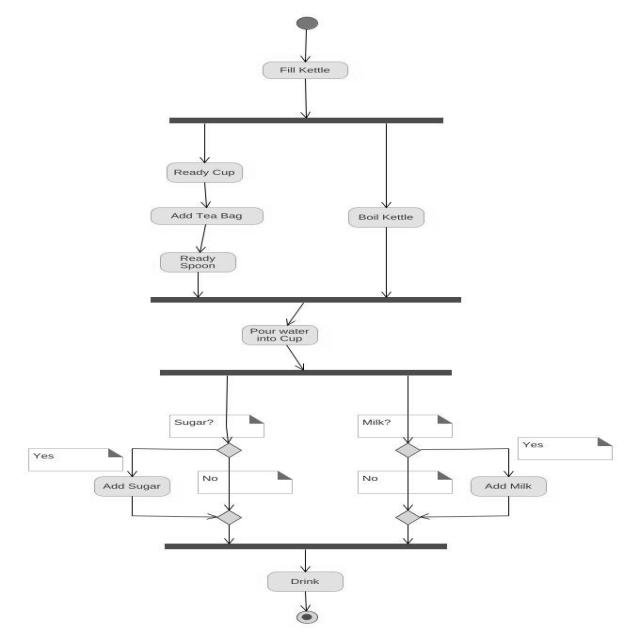 Fill Kettle
Ready Cup
Add Tea Bag
Boil Kettle
Ready
Spoon
Pour water
into Cup
Sugar?
Milk?
Yes
Yes
No
No
Add Sugar
Add Milk
Drink